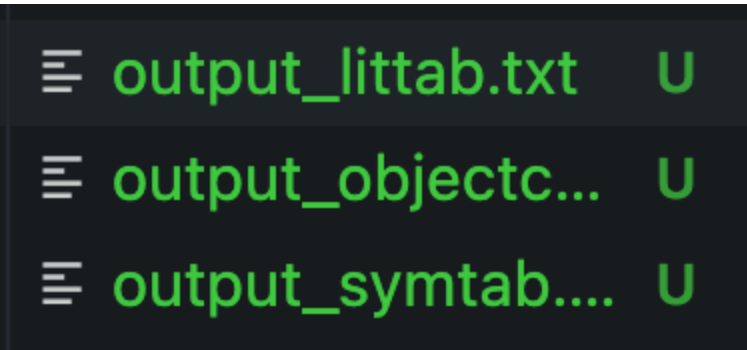 output_littab.txt U
output_objectc... U
output_symtab.... U